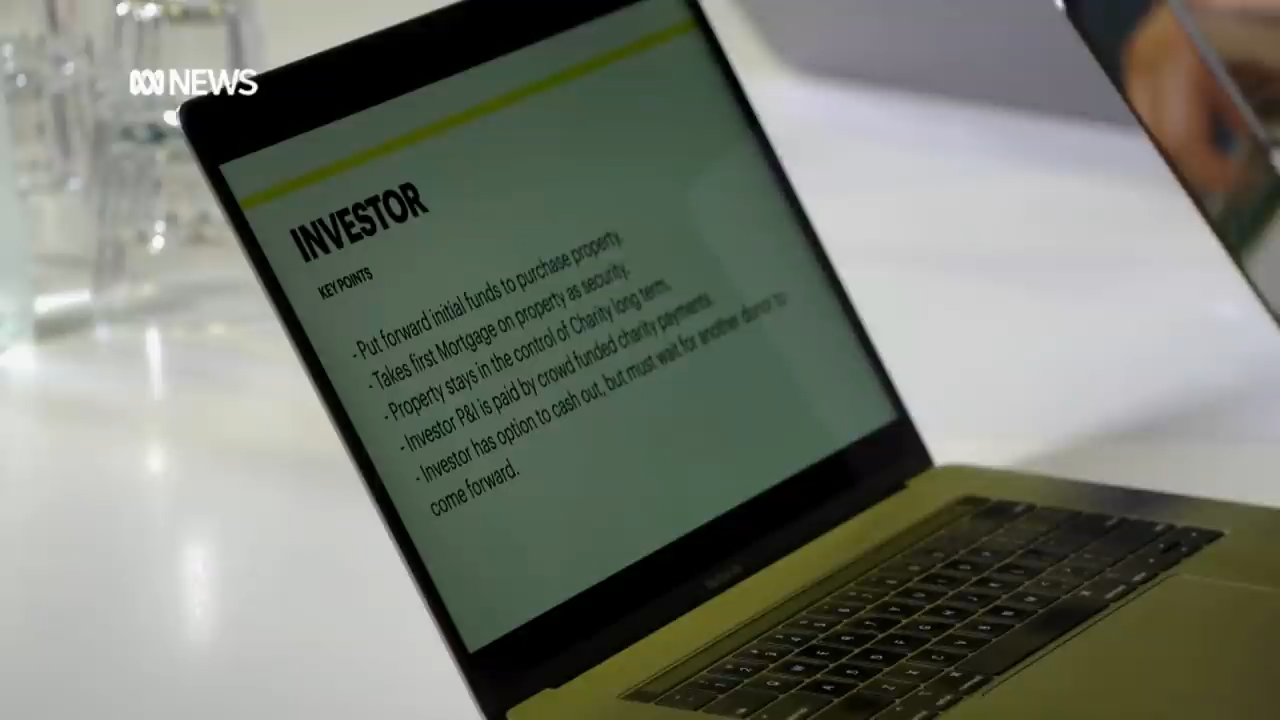 NEWS
INVESTOR
KEY POINTS
- Put forward initial funds to purchase property.
- Takes first Mortgage on property as security.
- Property stays in the control of Charity long term.
- Investor P&I is paid by crowd funded charity payments.
- Investor has option to cash out, but must wait for another donor to
come forward.